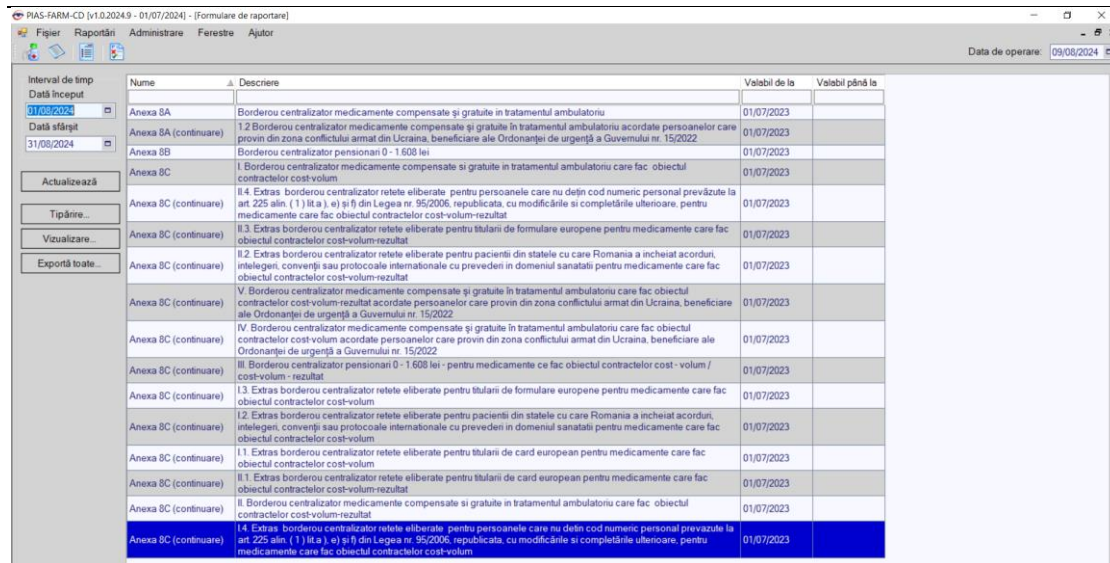 PIAS-FARM-CD [v1.0.2024.9 - 01/07/2024] - [Formulare de raportare]
Fișier Raportări Administrare Ferestre Ajutor
Data de operare: 09/08/2024
Interval de timp
Dată început
01/08/2024
Dată sfârșit
31/08/2024
Actualizează
Tipărire...
Vizualizare...
Exportă toate...
Nume Descriere Valabil de la Valabil până la
Anexa 8A Borderou centralizator medicamente compensate și gratuite in tratamentul ambulatoriu 01/07/2023
Anexa 8A (continuare) 1.2 Borderou centralizator medicamente compensate și gratuite în tratamentul ambulatoriu acordate persoanelor care
provin din zona conflictului armat din Ucraina, beneficiare ale Ordonanței de urgență a Guvernului nr. 15/2022 01/07/2023
Anexa 8B Borderou centralizator pensionari 0 - 1.608 lei 01/07/2023
Anexa 8C I. Borderou centralizator medicamente compensate si gratuite in tratamentul ambulatoriu care fac obiectul
contractelor cost-volum 01/07/2023
Anexa 8C (continuare) II.4. Extras borderou centralizator retete eliberate pentru persoanele care nu dețin cod numeric personal prevăzute la
art. 225 alin. ( 1 ) lit.a ), e) și f) din Legea nr. 95/2006, republicata, cu modificările si completările ulterioare, pentru
medicamente care fac obiectul contractelor cost-volum-rezultat 01/07/2023
Anexa 8C (continuare) II.3. Extras borderou centralizator retete eliberate pentru titularii de formulare europene pentru medicamente care fac
obiectul contractelor cost-volum-rezultat 01/07/2023
Anexa 8C (continuare) II.2. Extras borderou centralizator retete eliberate pentru pacientii din statele cu care Romania a incheiat acorduri,
intelegeri, convenții sau protocoale internationale cu prevederi in domeniul sanatatii pentru medicamente care fac
obiectul contractelor cost-volum-rezultat 01/07/2023
Anexa 8C (continuare) V. Borderou centralizator medicamente compensate și gratuite în tratamentul ambulatoriu care fac obiectul
contractelor cost-volum-rezultat acordate persoanelor care provin din zona conflictului armat din Ucraina, beneficiare
ale Ordonanței de urgență a Guvernului nr. 15/2022 01/07/2023
Anexa 8C (continuare) IV. Borderou centralizator medicamente compensate și gratuite în tratamentul ambulatoriu care fac obiectul
contractelor cost-volum acordate persoanelor care provin din zona conflictului armat din Ucraina, beneficiare ale
Ordonanței de urgență a Guvernului nr. 15/2022 01/07/2023
Anexa 8C (continuare) III. Borderou centralizator pensionari 0 - 1.608 lei - pentru medicamente ce fac obiectul contractelor cost - volum /
cost-volum - rezultat 01/07/2023
Anexa 8C (continuare) I.3. Extras borderou centralizator retete eliberate pentru titularii de formulare europene pentru medicamente care fac
obiectul contractelor cost-volum 01/07/2023
Anexa 8C (continuare) I.2. Extras borderou centralizator retete eliberate pentru pacientii din statele cu care Romania a incheiat acorduri,
intelegeri, convenții sau protocoale internationale cu prevederi in domeniul sanatatii pentru medicamente care fac
obiectul contractelor cost-volum 01/07/2023
Anexa 8C (continuare) I.1. Extras borderou centralizator retete eliberate pentru titularii de card european pentru medicamente care fac
obiectul contractelor cost-volum 01/07/2023
Anexa 8C (continuare) II.1. Extras borderou centralizator retete eliberate pentru titularii de card european pentru medicamente care fac
obiectul contractelor cost-volum-rezultat 01/07/2023
Anexa 8C (continuare) II. Borderou centralizator medicamente compensate si gratuite in tratamentul ambulatoriu care fac obiectul
contractelor cost-volum-rezultat 01/07/2023
Anexa 8C (continuare) I.4. Extras borderou centralizator retete eliberate pentru persoanele care nu detin cod numeric personal prevazute la
art. 225 alin. ( 1 ) lit.a ), e) și f) din Legea nr. 95/2006, republicata, cu modificările si completările ulterioare, pentru
medicamente care fac obiectul contractelor cost-volum 01/07/2023